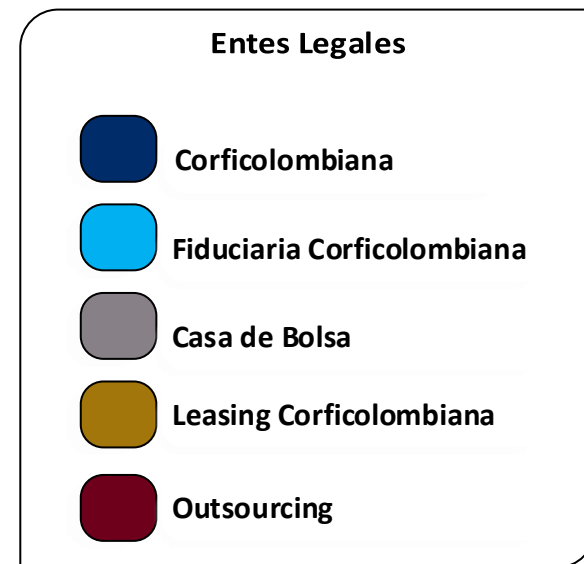 Entes Legales
Corficolombiana
Fiduciaria Corficolombiana
Casa de Bolsa
Leasing Corficolombiana
Outsourcing